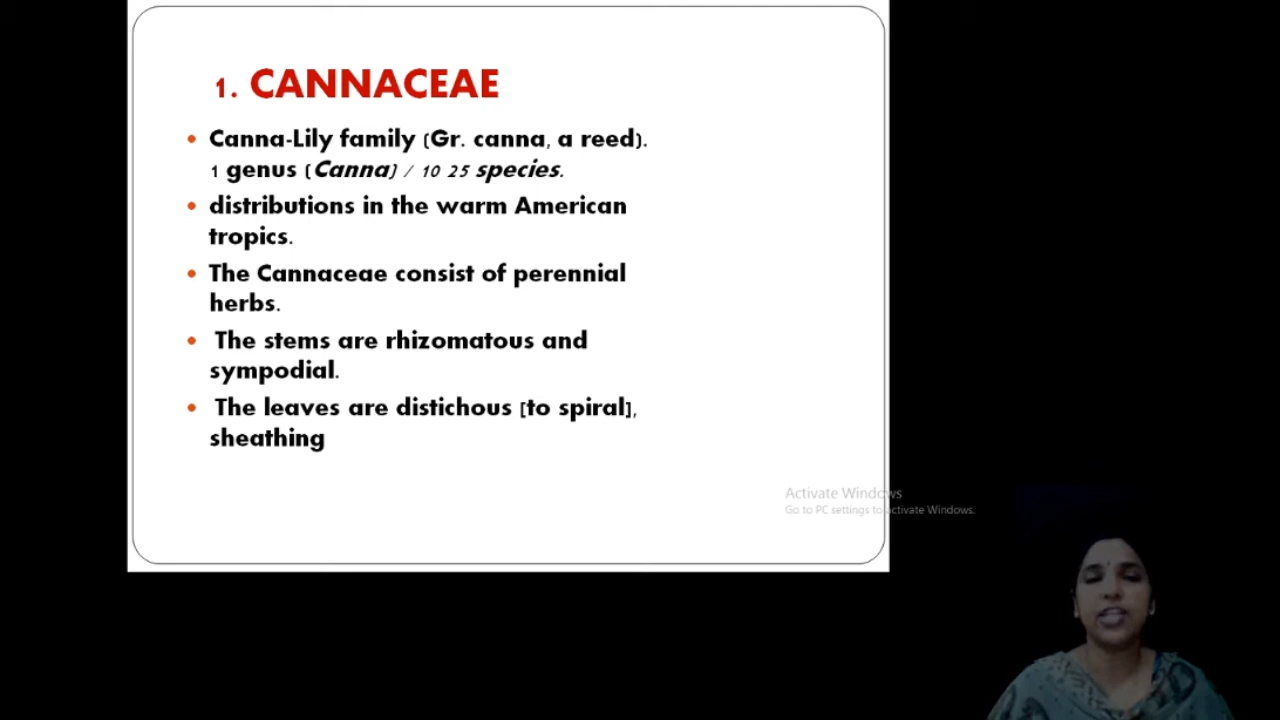 1. CANNACEAE
• Canna-Lily family (Gr. canna, a reed).
1 genus (Canna) / 10 25 species.
• distributions in the warm American
tropics.
• The Cannaceae consist of perennial
herbs.
• The stems are rhizomatous and
sympodial.
• The leaves are distichous [to spiral],
sheathing
Activate Windows
Go to PC settings to activate Windows.